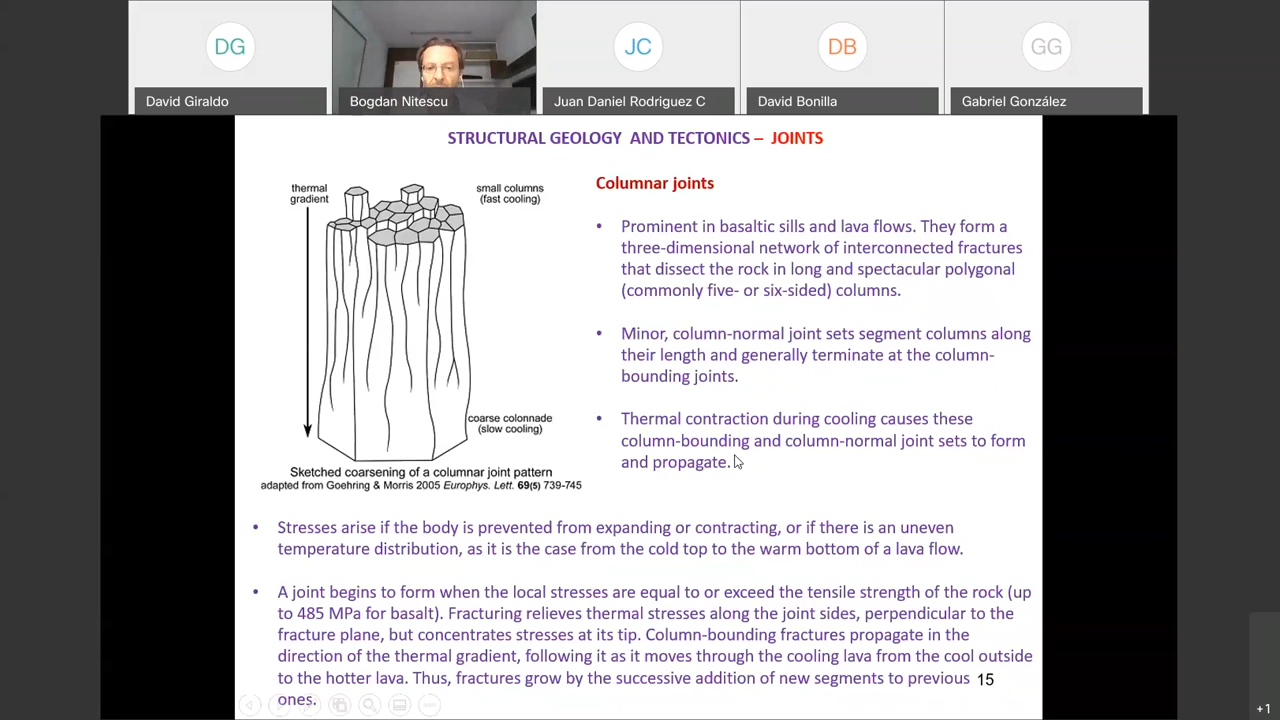 DG
JC
DB
GG
David Giraldo
Bogdan Nitescu
Juan Daniel Rodriguez C
David Bonilla
Gabriel González
STRUCTURAL GEOLOGY AND TECTONICS – JOINTS
thermal
gradient
small columns
(fast cooling)
coarse colonnade
(slow cooling)
Sketched coarsening of a columnar joint pattern
adapted from Goehring & Morris 2005 Europhys. Lett. 69(5) 739-745
Columnar joints
• Prominent in basaltic sills and lava flows. They form a
three-dimensional network of interconnected fractures
that dissect the rock in long and spectacular polygonal
(commonly five- or six-sided) columns.
• Minor, column-normal joint sets segment columns along
their length and generally terminate at the column-
bounding joints.
• Thermal contraction during cooling causes these
column-bounding and column-normal joint sets to form
and propagate.
• Stresses arise if the body is prevented from expanding or contracting, or if there is an uneven
temperature distribution, as it is the case from the cold top to the warm bottom of a lava flow.
• A joint begins to form when the local stresses are equal to or exceed the tensile strength of the rock (up
to 485 MPa for basalt). Fracturing relieves thermal stresses along the joint sides, perpendicular to the
fracture plane, but concentrates stresses at its tip. Column-bounding fractures propagate in the
direction of the thermal gradient, following it as it moves through the cooling lava from the cool outside
to the hotter lava. Thus, fractures grow by the successive addition of new segments to previous
ones.
15
+1